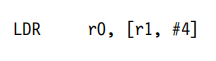 LDR r0, [r1, #4]